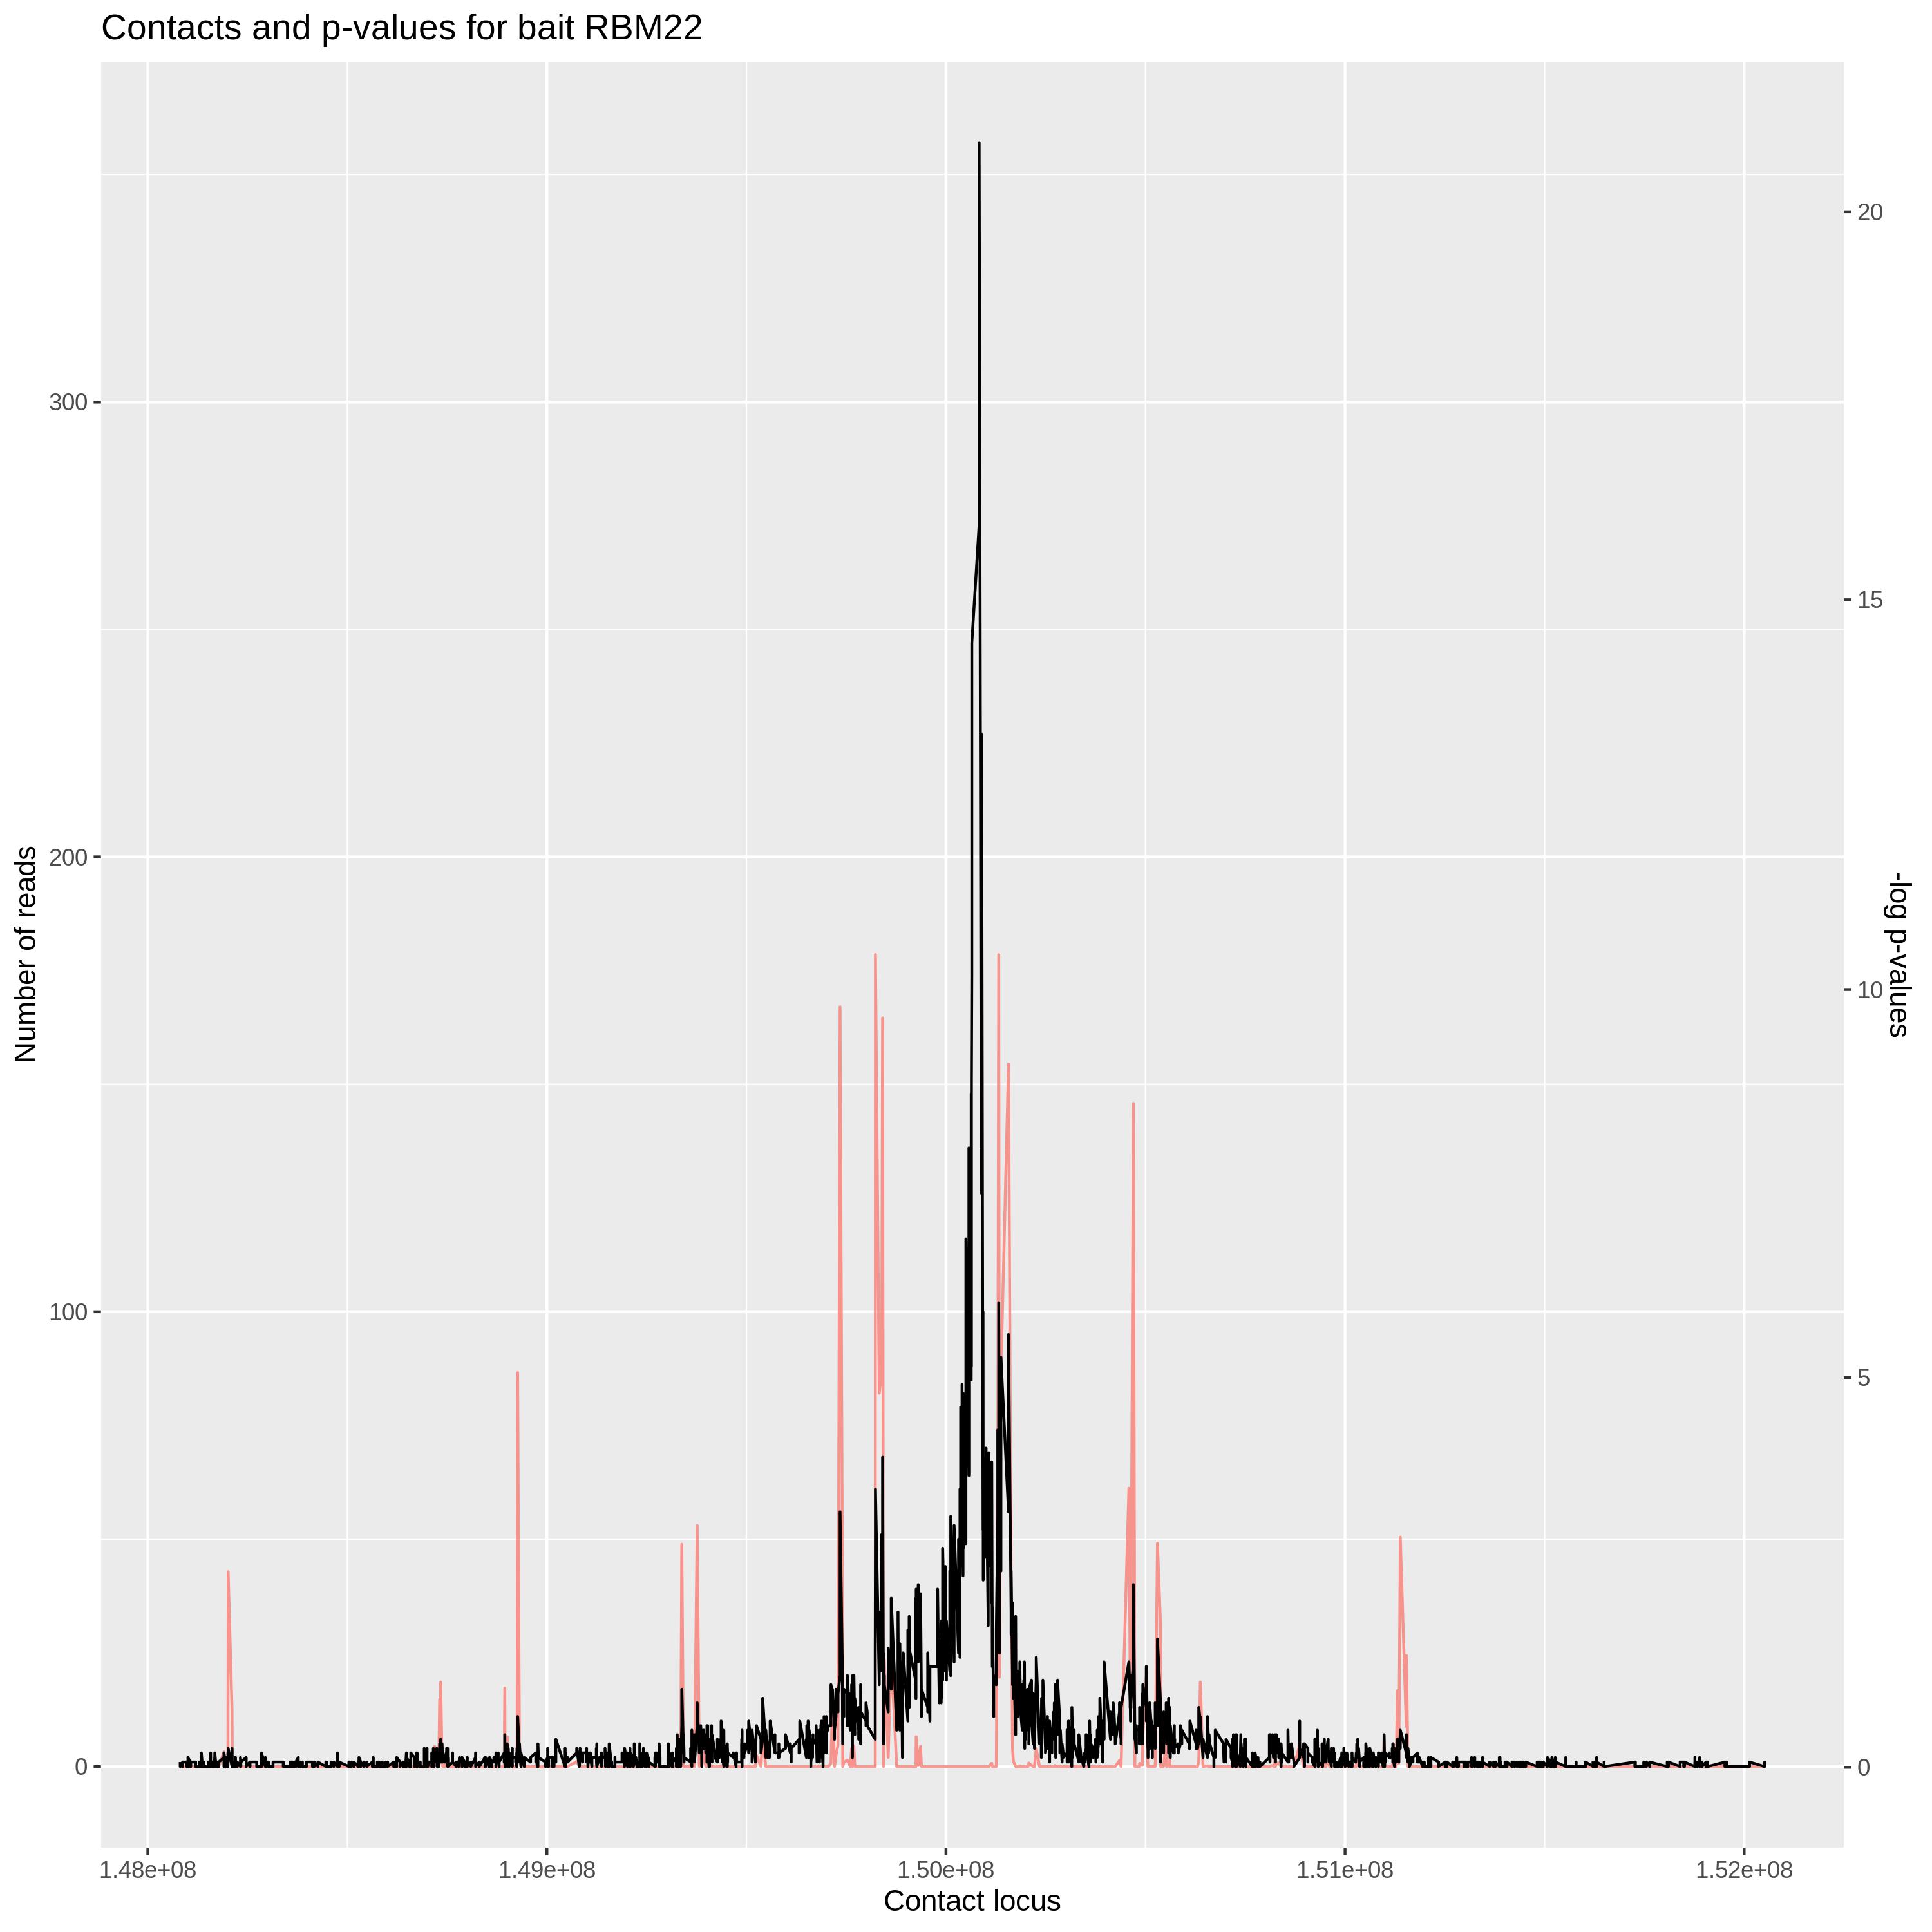 Contacts and p-values for bait RBM22
300
200
100
0
Number of reads
20
15
10
5
0
-log p-values
1.48e+08
1.49e+08
1.50e+08
1.51e+08
1.52e+08
Contact locus